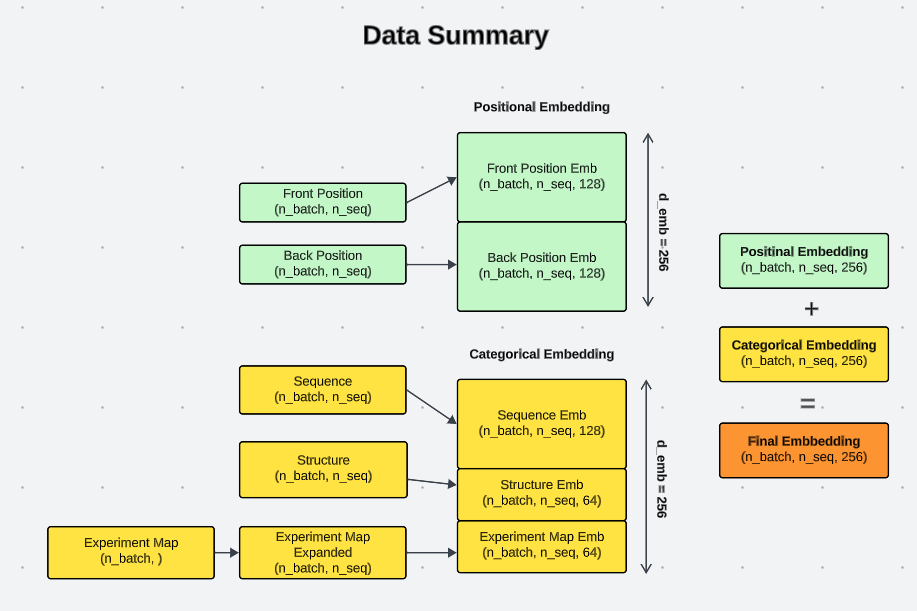 Data Summary
Positional Embedding
Front Position
(n_batch, n_seq)
Front Position Emb
(n_batch, n_seq, 128)
Back Position
(n_batch, n_seq)
Back Position Emb
(n_batch, n_seq, 128)
d_emb = 256
Categorical Embedding
Sequence
(n_batch, n_seq)
Sequence Emb
(n_batch, n_seq, 128)
Structure
(n_batch, n_seq)
Structure Emb
(n_batch, n_seq, 64)
Experiment Map
(n_batch, )
Experiment Map
Expanded
(n_batch, n_seq)
Experiment Map Emb
(n_batch, n_seq, 64)
d_emb = 256
Positinal Embedding
(n_batch, n_seq, 256)
+
Categorical Embedding
(n_batch, n_seq, 256)
=
Final Embbedding
(n_batch, n_seq, 256)